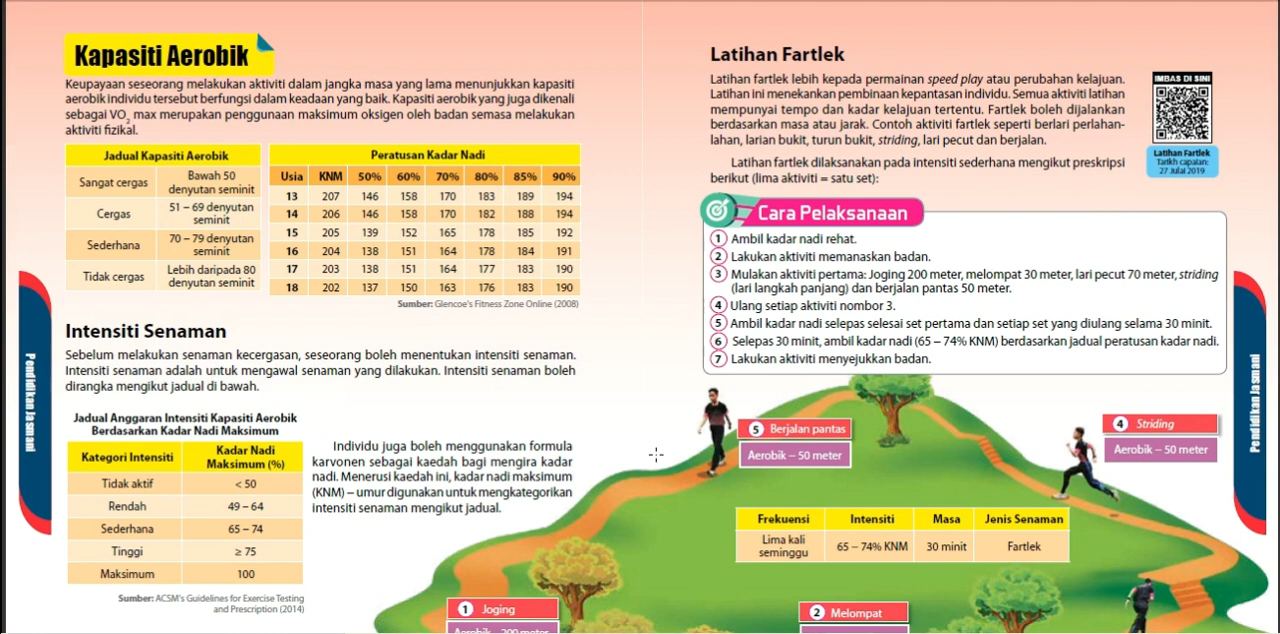 Kapasiti Aerobik
Keupayaan seseorang melakukan aktiviti dalam jangka masa yang lama menunjukkan kapasiti
aerobik individu tersebut berfungsi dalam keadaan yang baik. Kapasiti aerobik yang juga dikenali
sebagai VO₂ max merupakan penggunaan maksimum oksigen oleh badan semasa melakukan
aktiviti fizikal.
Jadual Kapasiti Aerobik
Sangat cergas Bawah 50
denyutan seminit
Cergas 51 – 69 denyutan
seminit
Sederhana 70 – 79 denyutan
seminit
Tidak cergas Lebih daripada 80
denyutan seminit
Peratusan Kadar Nadi
Usia KNM 50% 60% 70% 80% 85% 90%
13 207 146 158 170 183 189 194
14 206 146 158 170 182 188 194
15 205 139 152 165 178 185 192
16 204 138 151 164 178 184 191
17 203 138 151 164 177 183 190
18 202 137 150 163 176 183 190
Sumber: Glencoe's Fitness Zone Online (2008)
Intensiti Senaman
Sebelum melakukan senaman kecergasan, seseorang boleh menentukan intensiti senaman.
Intensiti senaman adalah untuk mengawal senaman yang dilakukan. Intensiti senaman boleh
dirangka mengikut jadual di bawah.
Jadual Anggaran Intensiti Kapasiti Aerobik
Berdasarkan Kadar Nadi Maksimum
Kategori Intensiti Kadar Nadi
Maksimum (%)
Tidak aktif < 50
Rendah 49 – 64
Sederhana 65 – 74
Tinggi ≥ 75
Maksimum 100
Sumber: ACSM's Guidelines for Exercise Testing
and Prescription (2014)
Individu juga boleh menggunakan formula
karvonen sebagai kaedah bagi mengira kadar
nadi. Menerusi kaedah ini, kadar nadi maksimum
(KNM) – umur digunakan untuk mengkategorikan
intensiti senaman mengikut jadual.
Pendidikan Jasmani
Latihan Fartlek
Latihan fartlek lebih kepada permainan speed play atau perubahan kelajuan.
Latihan ini menekankan pembinaan kepantasan individu. Semua aktiviti latihan
mempunyai tempo dan kadar kelajuan tertentu. Fartlek boleh dijalankan
berdasarkan masa atau jarak. Contoh aktiviti fartlek seperti berlari perlahan-
lahan, larian bukit, turun bukit, striding, lari pecut dan berjalan.
Latihan fartlek dilaksanakan pada intensiti sederhana mengikut preskripsi
berikut (lima aktiviti = satu set):
IMBAS DI SINI
Latihan Fartlek
Tarikh capaian:
27 Julai 2019
Cara Pelaksanaan
1 Ambil kadar nadi rehat.
2 Lakukan aktiviti memanaskan badan.
3 Mulakan aktiviti pertama: Joging 200 meter, melompat 30 meter, lari pecut 70 meter, striding
(lari langkah panjang) dan berjalan pantas 50 meter.
4 Ulang setiap aktiviti nombor 3.
5 Ambil kadar nadi selepas selesai set pertama dan setiap set yang diulang selama 30 minit.
6 Selepas 30 minit, ambil kadar nadi (65 – 74% KNM) berdasarkan jadual peratusan kadar nadi.
7 Lakukan aktiviti menyejukkan badan.
5 Berjalan pantas
Aerobik – 50 meter
4 Striding
Aerobik – 50 meter
Frekuensi Intensiti Masa Jenis Senaman
Lima kali
seminggu 65 – 74% KNM 30 minit Fartlek
1 Joging
Aerobik – 200 meter
2 Melompat
Pendidikan Jasmani